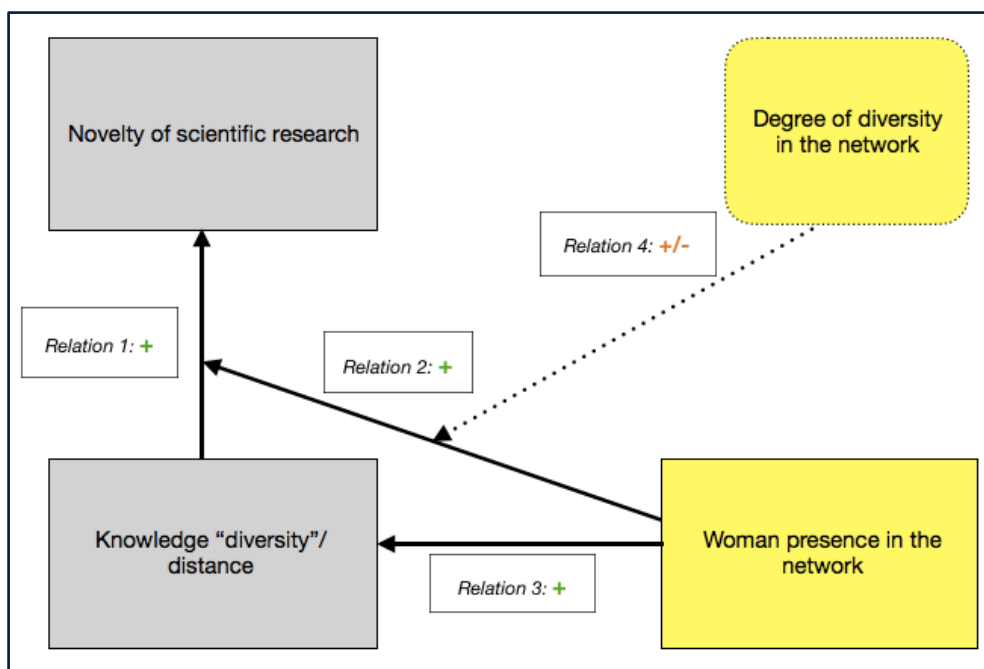 Novelty of scientific research
Degree of diversity
in the network
Relation 4: +/-
Relation 1: +
Relation 2: +
Knowledge “diversity”/
distance
Woman presence in the
network
Relation 3: +